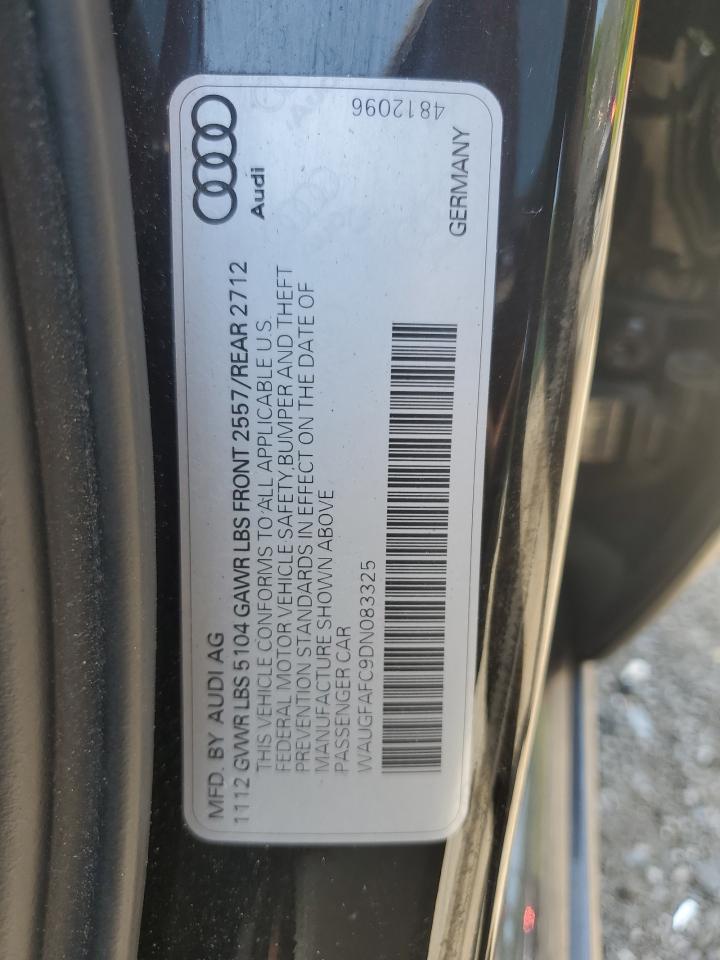 Audi
4812096
GERMANY
MFD. BY AUDI AG
1112 GVWR LBS 5104 GAWR LBS FRONT 2557/REAR 2712
THIS VEHICLE CONFORMS TO ALL APPLICABLE U.S.
FEDERAL MOTOR VEHICLE SAFETY, BUMPER AND THEFT
PREVENTION STANDARDS IN EFFECT ON THE DATE OF
MANUFACTURE SHOWN ABOVE
PASSENGER CAR
WAUGFAFC9DN083325